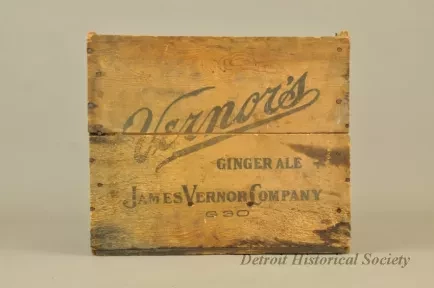 Vernor's
GINGER ALE
JAMES VERNOR COMPANY
630
Detroit Historical Society